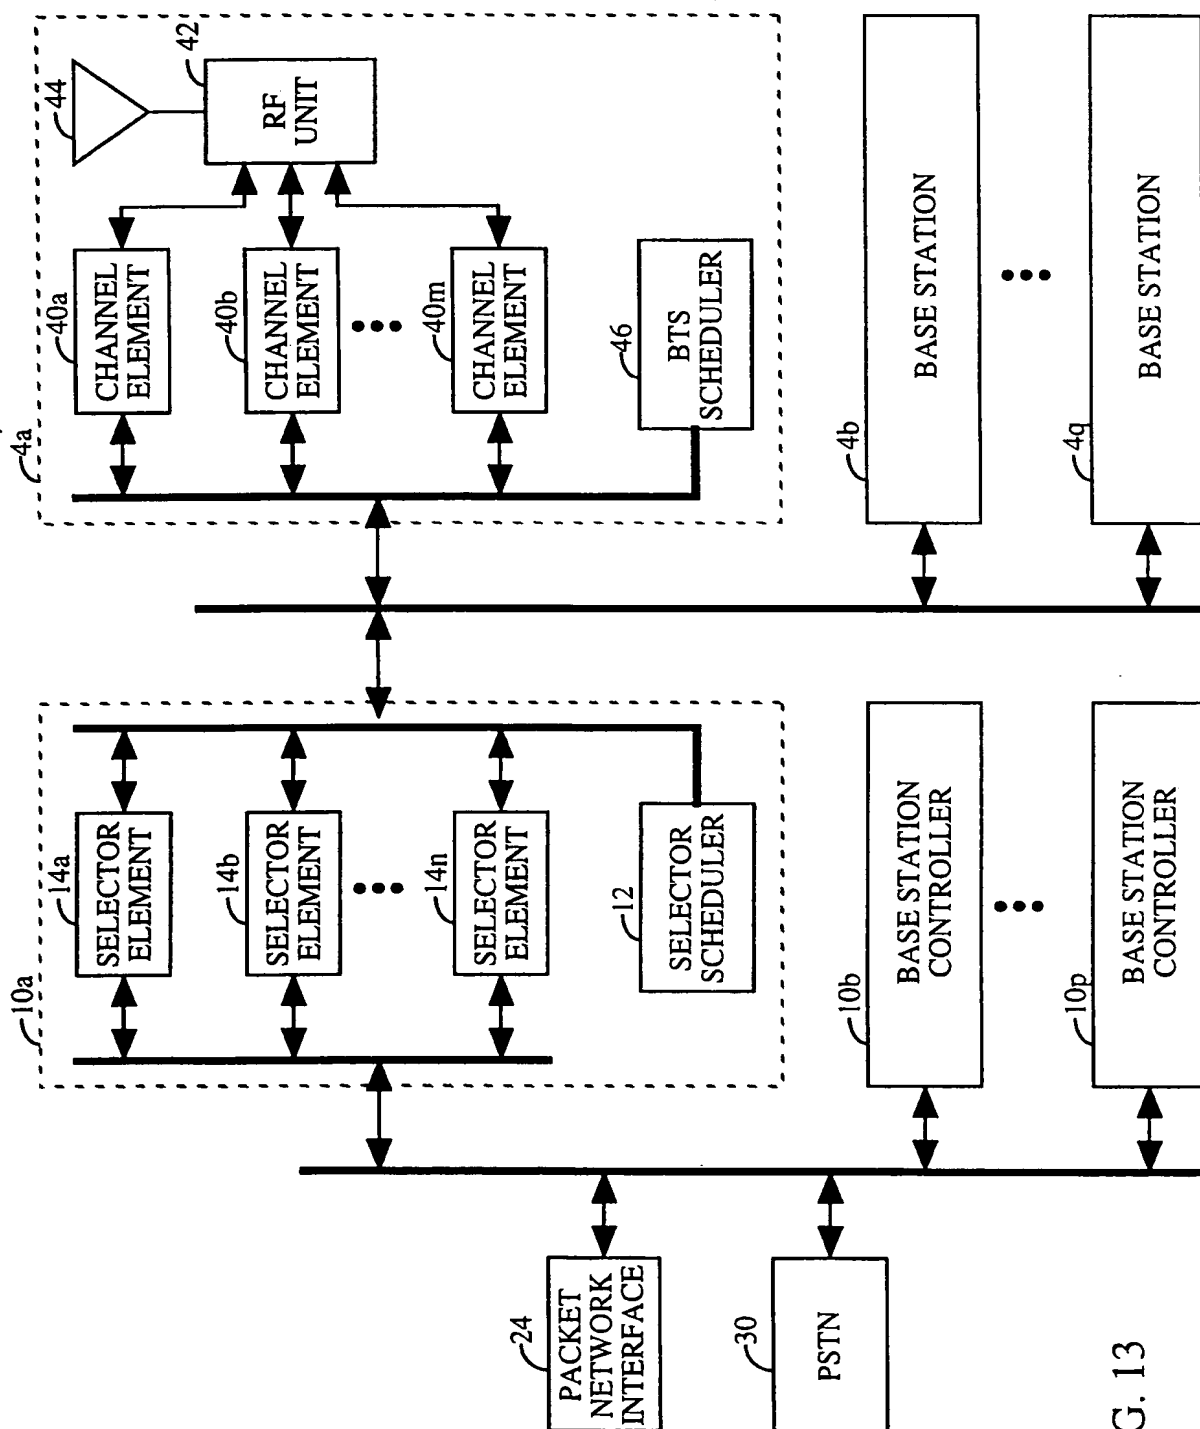 4a
44
42
RF
UNIT
40a
CHANNEL
ELEMENT
40b
CHANNEL
ELEMENT
40m
CHANNEL
ELEMENT
46
BTS
SCHEDULER
4b
BASE STATION
4q
BASE STATION
10a
14a
SELECTOR
ELEMENT
14b
SELECTOR
ELEMENT
14n
SELECTOR
ELEMENT
12
SELECTOR
SCHEDULER
10b
BASE STATION
CONTROLLER
10p
BASE STATION
CONTROLLER
24
PACKET
NETWORK
INTERFACE
30
PSTN
G. 13